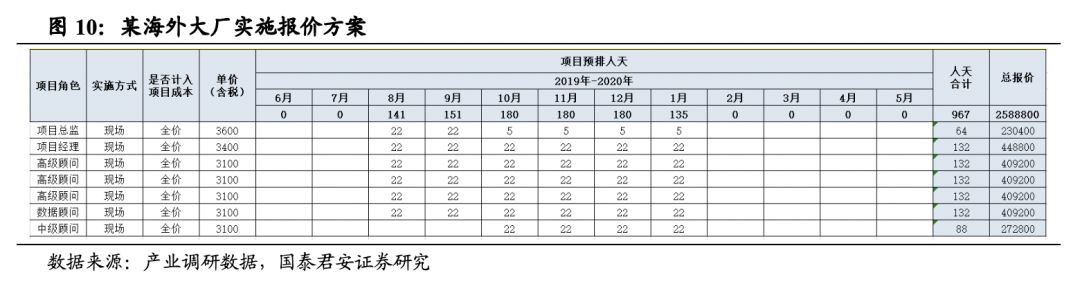 图 10：某海外大厂实施报价方案
项目角色 实施方式 是否计入项目成本 单价（含税） 项目预排人天 人天合计 总报价
2019年-2020年
6月 7月 8月 9月 10月 11月 12月 1月 2月 3月 4月 5月
0 0 141 151 180 180 180 135 0 0 0 0 967 2588800
项目总监 现场 全价 3600 22 22 5 5 5 5 64 230400
项目经理 现场 全价 3400 22 22 22 22 22 22 132 448800
高级顾问 现场 全价 3100 22 22 22 22 22 22 132 409200
高级顾问 现场 全价 3100 22 22 22 22 22 22 132 409200
高级顾问 现场 全价 3100 22 22 22 22 22 22 132 409200
数据顾问 现场 全价 3100 22 22 22 22 22 22 132 409200
中级顾问 现场 全价 3100 22 22 22 22 88 272800
数据来源：产业调研数据，国泰君安证券研究